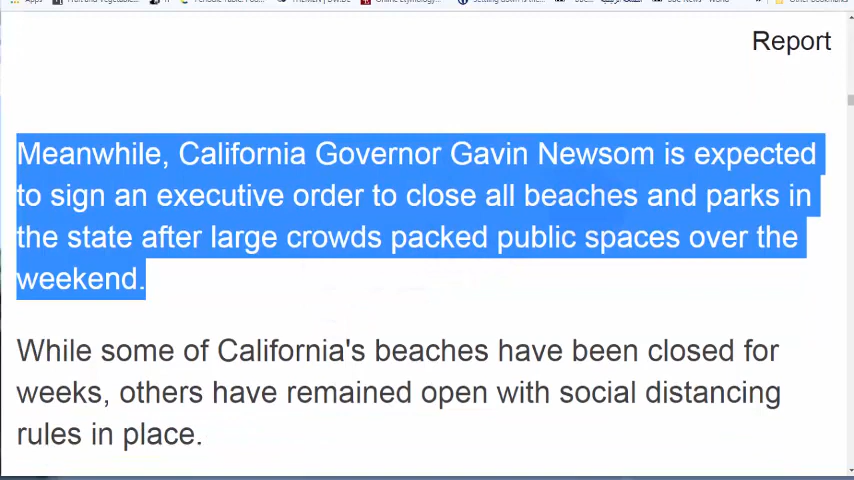 Report
Meanwhile, California Governor Gavin Newsom is expected
to sign an executive order to close all beaches and parks in
the state after large crowds packed public spaces over the
weekend.
While some of California's beaches have been closed for
weeks, others have remained open with social distancing
rules in place.